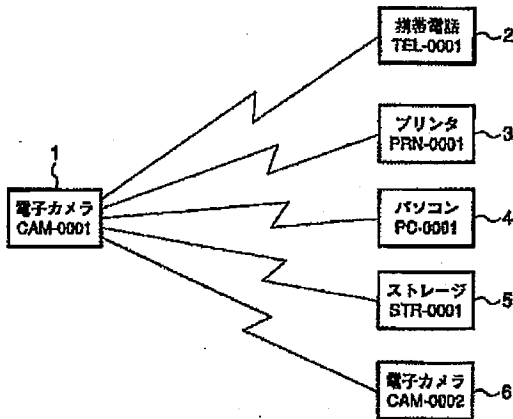 携帯電話
TEL-0001
2
プリンタ
PRN-0001
3
1
電子カメラ
CAM-0001
パソコン
PC-0001
4
ストレージ
STR-0001
5
電子カメラ
CAM-0002
6